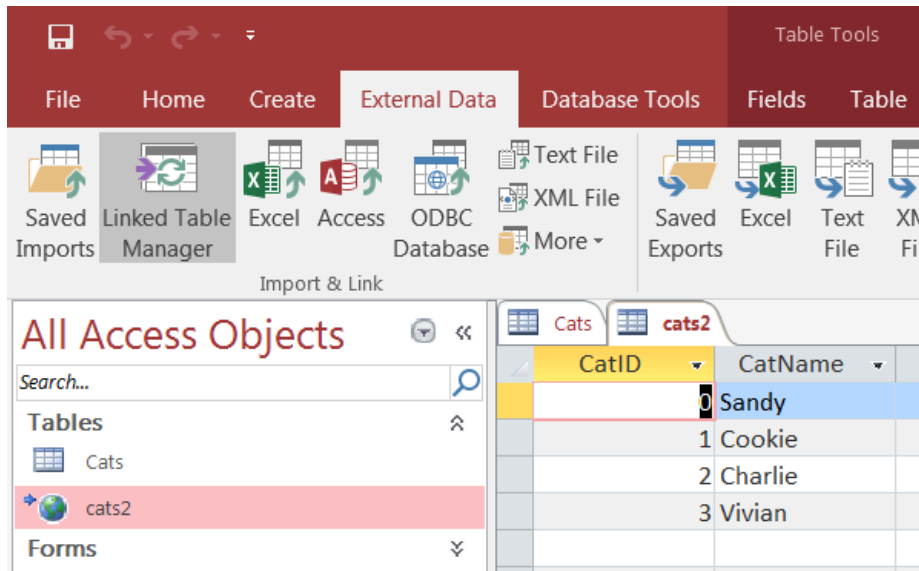 Table Tools
File Home Create External Data Database Tools Fields Table
Saved Imports
Linked Table Manager
Excel
Access
ODBC Database
Text File
XML File
More
Saved Exports
Excel
Text File
Import & Link
All Access Objects
Search...
Tables
Cats
cats2
Forms
Cats cats2
CatID CatName
0 Sandy
1 Cookie
2 Charlie
3 Vivian